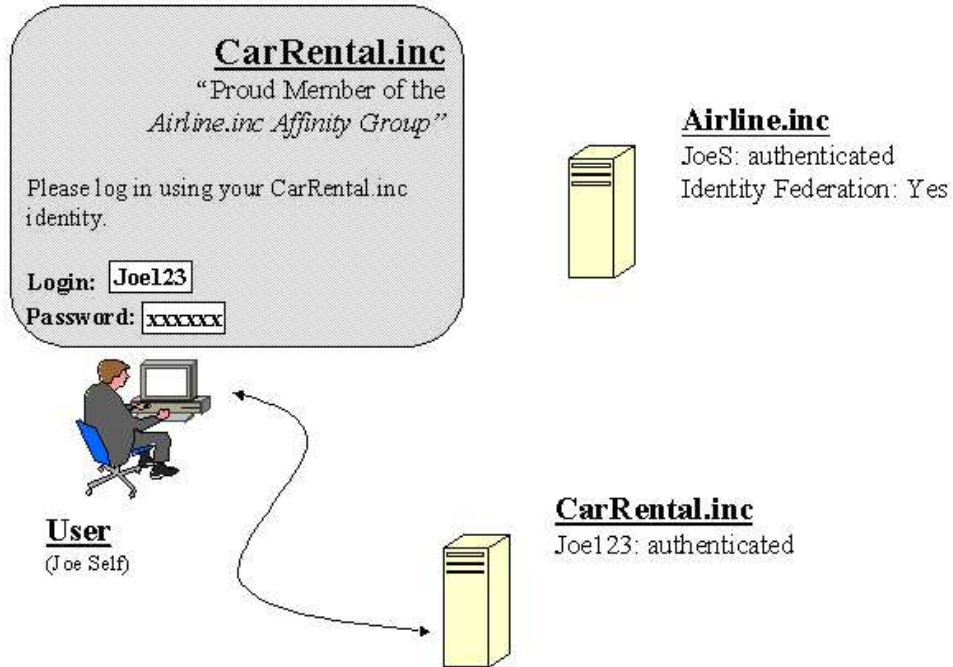 CarRental.inc
“Proud Member of the
Airline.inc Affinity Group”
Please log in using your CarRental.inc
identity.
Login: Joe123
Password: xxxxxx
Airline.inc
JoeS: authenticated
Identity Federation: Yes
User
(Joe Self)
CarRental.inc
Joe123: authenticated